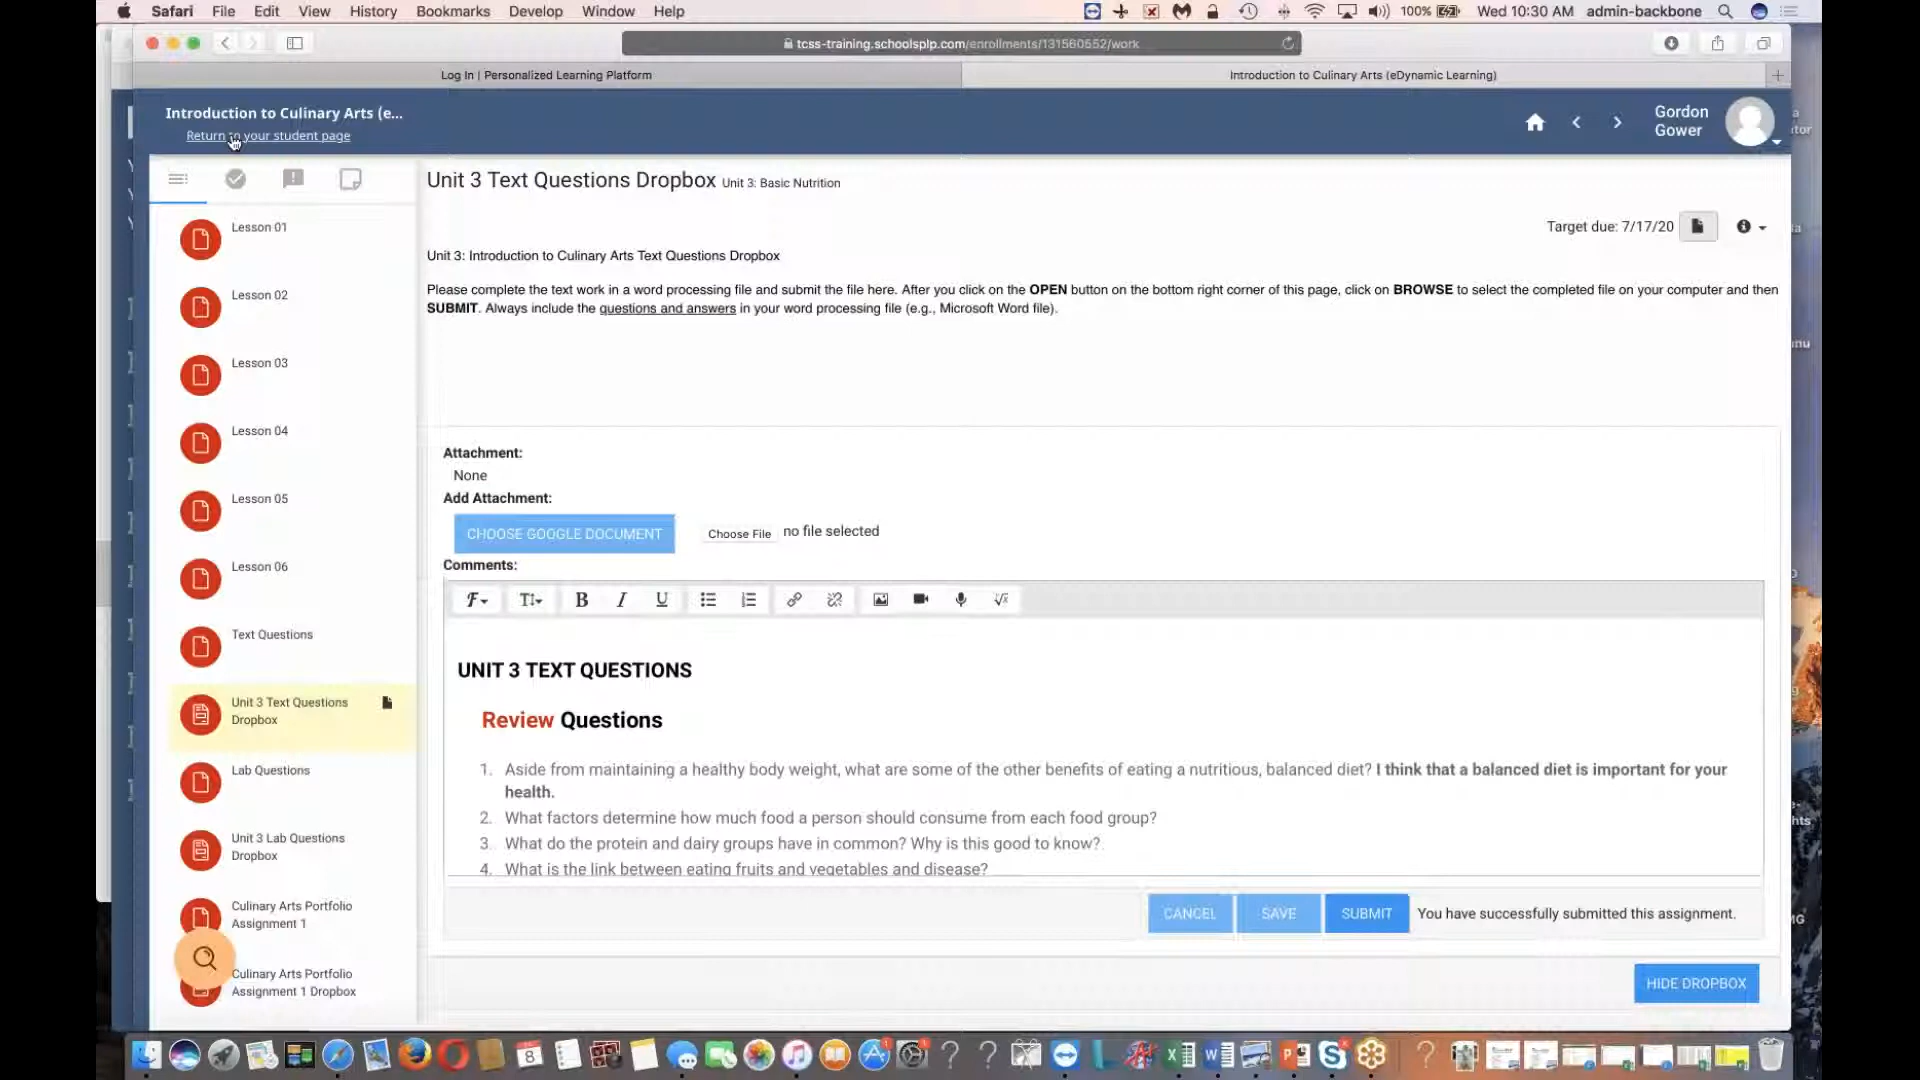 Safari File Edit View History Bookmarks Develop Window Help
100% Wed 10:30 AM admin-backbone
tcss-training.schoolsplp.com/enrollments/131560552/work
Log In | Personalized Learning Platform
Introduction to Culinary Arts (eDynamic Learning)
Introduction to Culinary Arts (e...
Return to your student page
Gordon
Gower
Unit 3 Text Questions Dropbox Unit 3: Basic Nutrition
Target due: 7/17/20
Lesson 01
Lesson 02
Lesson 03
Lesson 04
Lesson 05
Lesson 06
Text Questions
Unit 3 Text Questions
Dropbox
Lab Questions
Unit 3 Lab Questions
Dropbox
Culinary Arts Portfolio
Assignment 1
Culinary Arts Portfolio
Assignment 1 Dropbox
Unit 3: Introduction to Culinary Arts Text Questions Dropbox
Please complete the text work in a word processing file and submit the file here. After you click on the OPEN button on the bottom right corner of this page, click on BROWSE to select the completed file on your computer and then
SUBMIT. Always include the questions and answers in your word processing file (e.g., Microsoft Word file).
Attachment:
None
Add Attachment:
CHOOSE GOOGLE DOCUMENT Choose File no file selected
Comments:
UNIT 3 TEXT QUESTIONS
Review Questions
1. Aside from maintaining a healthy body weight, what are some of the other benefits of eating a nutritious, balanced diet? I think that a balanced diet is important for your
health.
2. What factors determine how much food a person should consume from each food group?
3. What do the protein and dairy groups have in common? Why is this good to know?
4. What is the link between eating fruits and vegetables and disease?
CANCEL SAVE SUBMIT You have successfully submitted this assignment.
HIDE DROPBOX